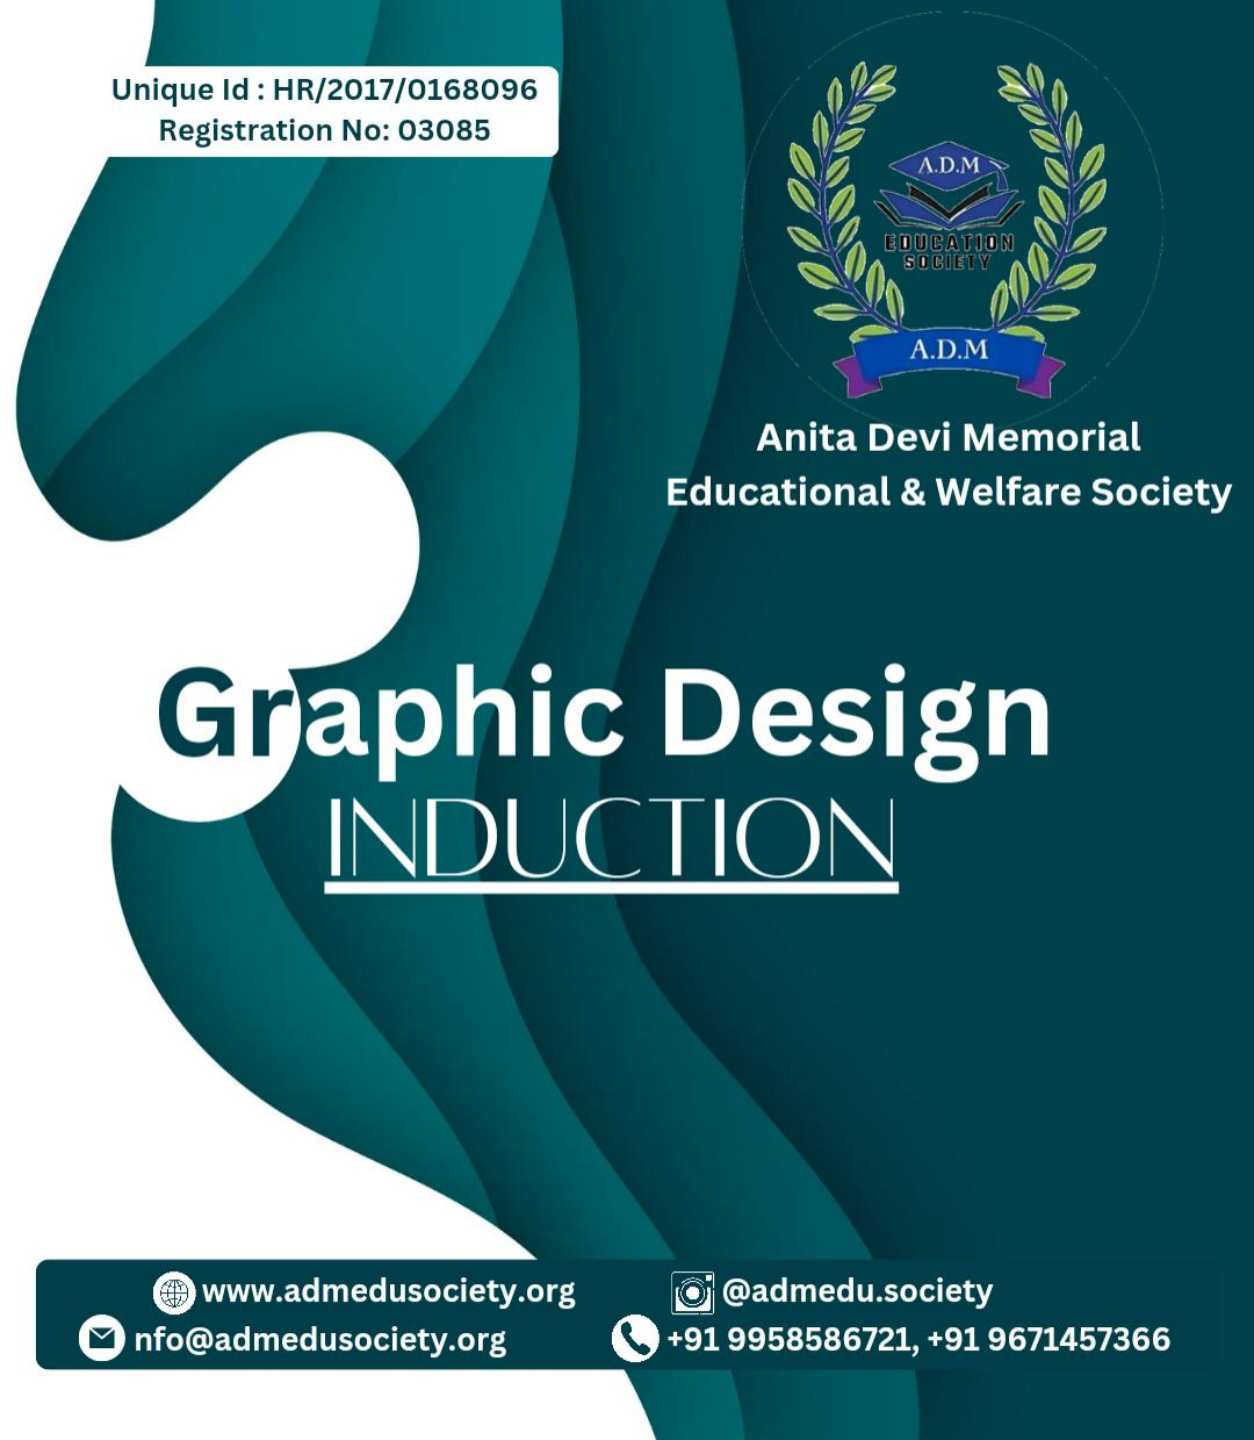 Unique Id : HR/2017/0168096
Registration No: 03085
A.D.M
EDUCATION
SOCIETY
A.D.M
Anita Devi Memorial
Educational & Welfare Society
Graphic Design
INDUCTION
www.admedusociety.org
@admedu.society
nfo@admedusociety.org
+91 9958586721, +91 9671457366